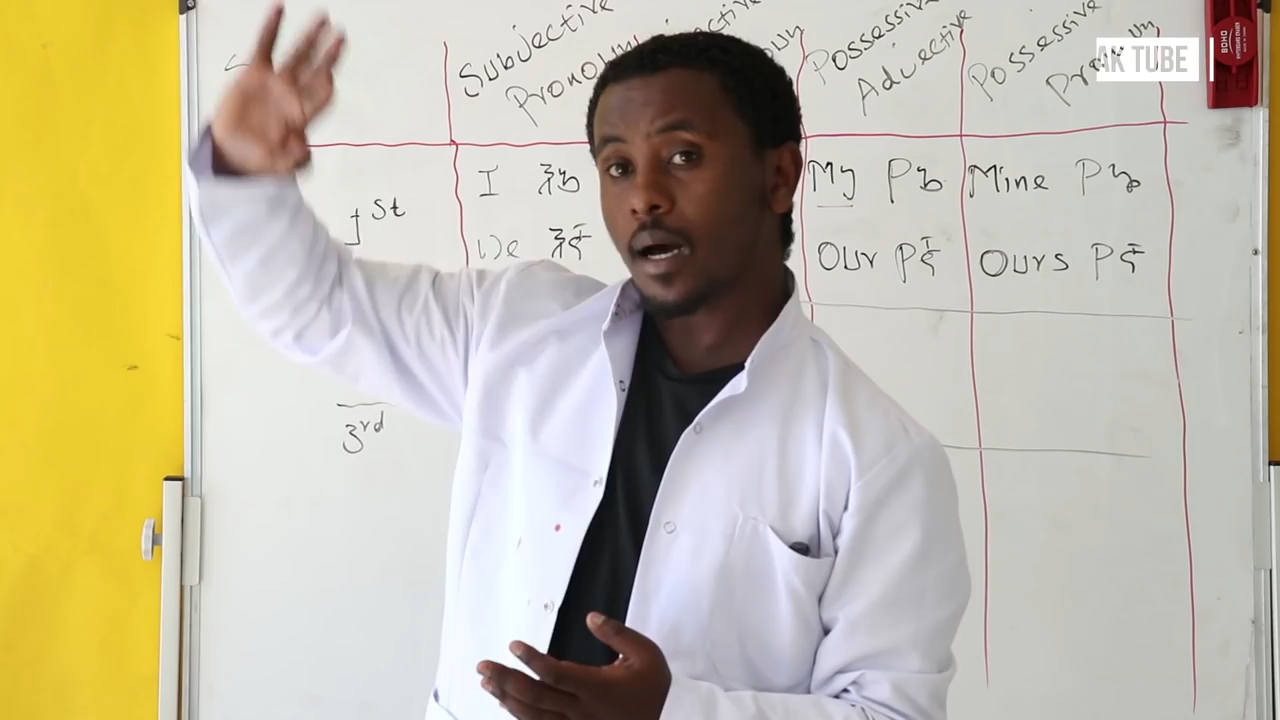 Subjective
Pronoun
Possessive
Adjective
Possessive
AK TUBE
BOHO
1st
I እኔ
My የኔ
Mine የኔ
We እኛ
Our የኛ
Ours የኛ
3rd